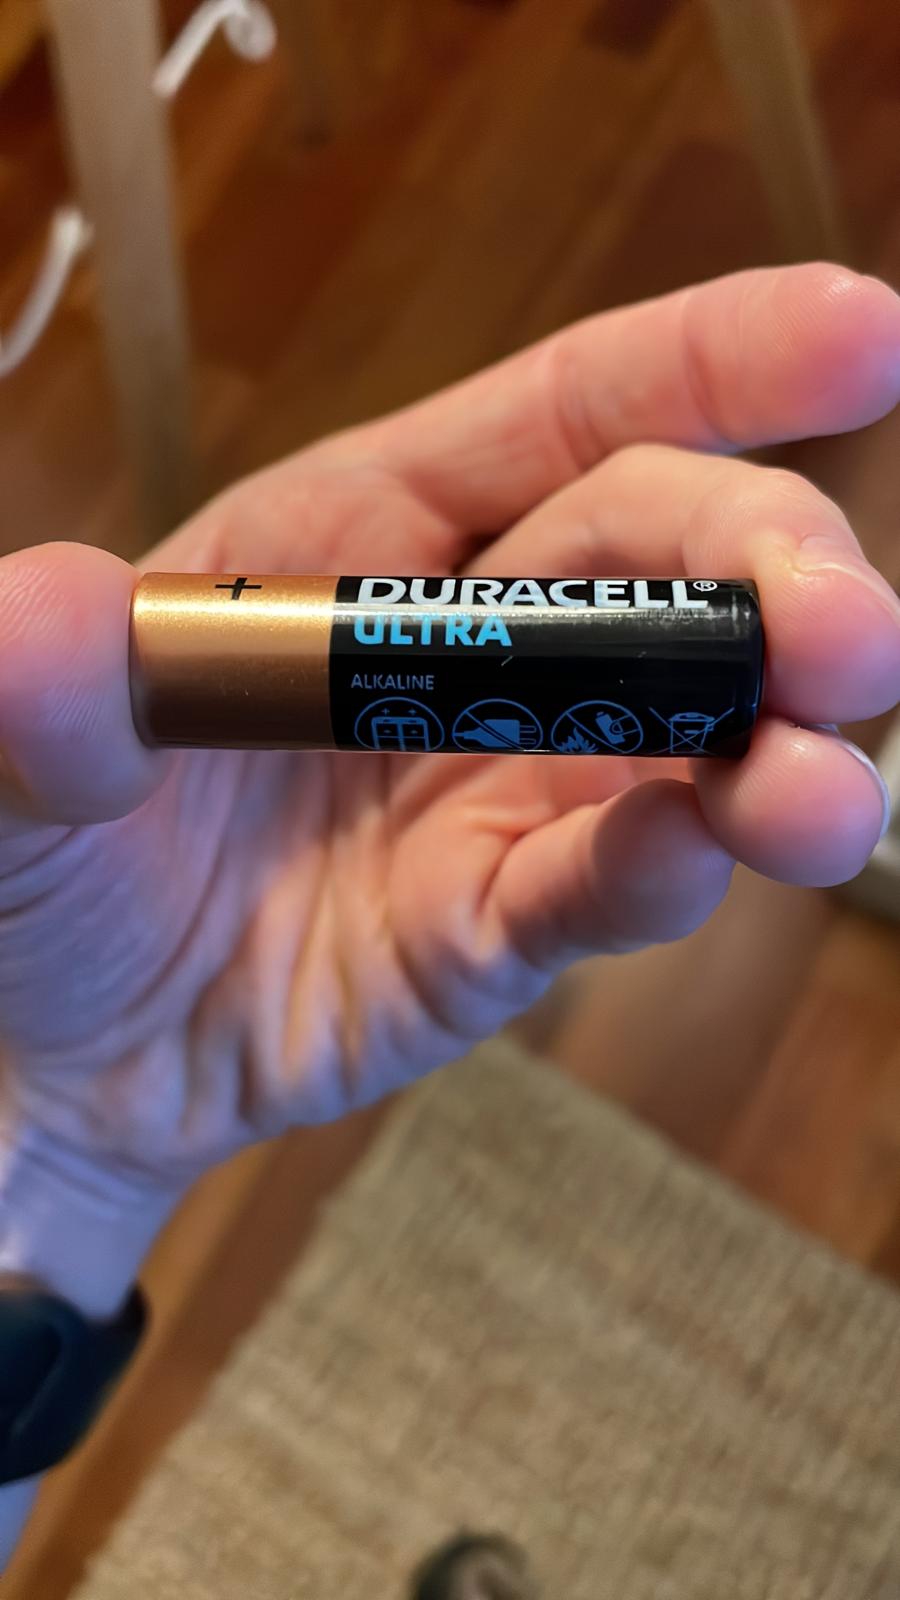 +
DURACELL®
ULTRA
ALKALINE